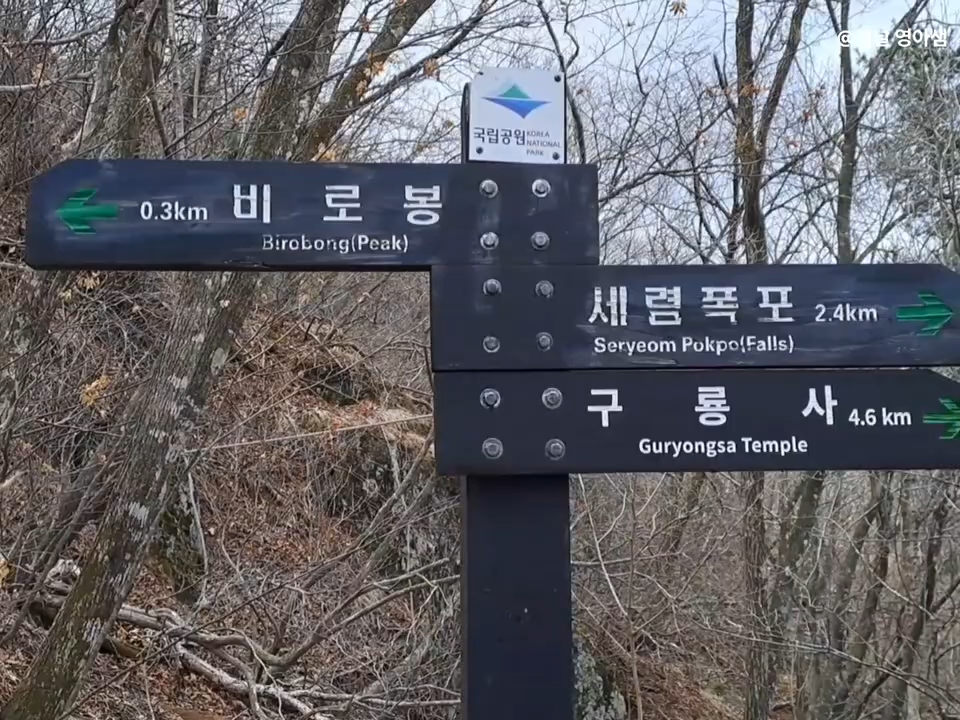 영아샘
국립공원 KOREA NATIONAL PARK
0.3km 비로봉
Birobong(Peak)
세렴폭포 2.4km
Seryeom Pokpo(Falls)
구룡사 4.6 km
Guryongsa Temple